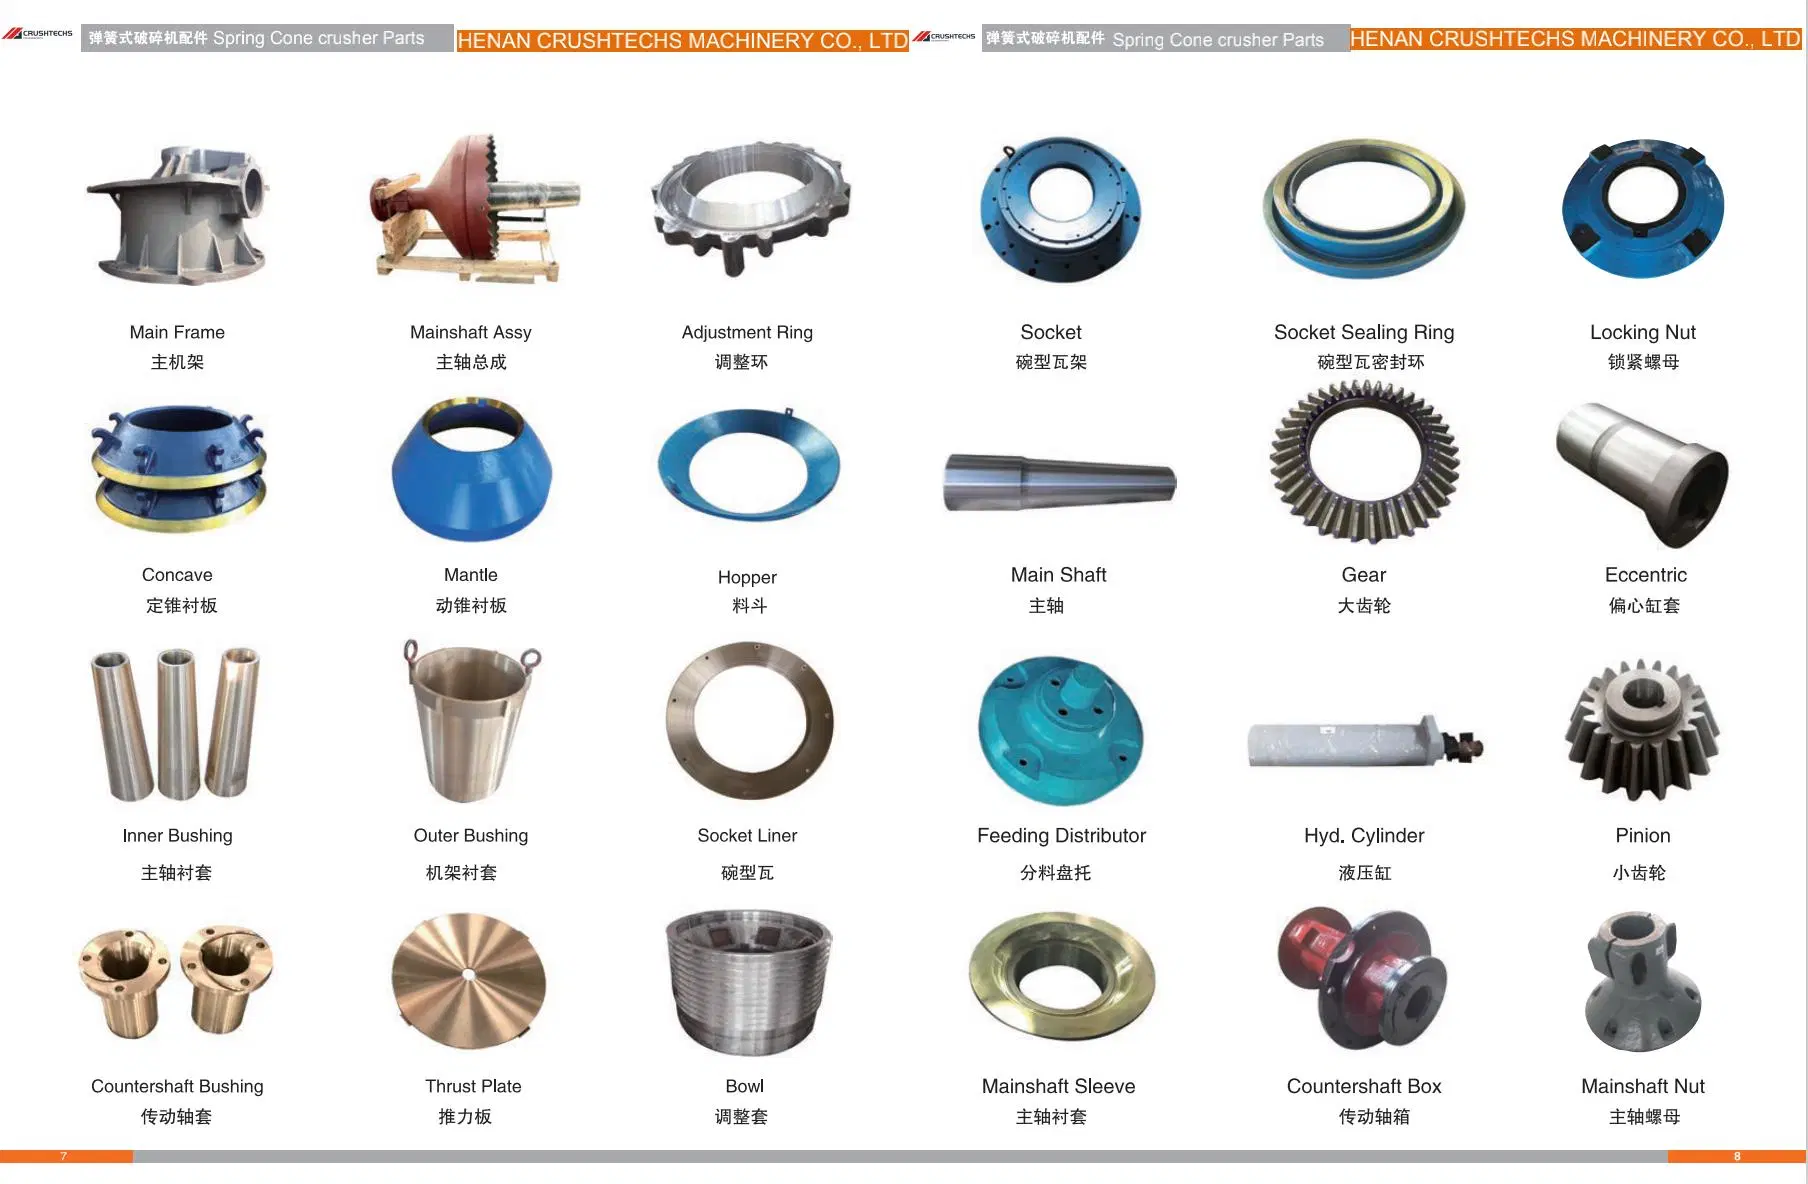 CRUSHTECHS
弹簧式破碎机配件 Spring Cone crusher Parts
HENAN CRUSHTECHS MACHINERY CO., LTD
CRUSHTECHS
弹簧式破碎机配件 Spring Cone crusher Parts
HENAN CRUSHTECHS MACHINERY CO., LTD
Main Frame
主机架
Mainshaft Assy
主轴总成
Adjustment Ring
调整环
Socket
碗型瓦架
Socket Sealing Ring
碗型瓦密封环
Locking Nut
锁紧螺母
Concave
定锥衬板
Mantle
动锥衬板
Hopper
料斗
Main Shaft
主轴
Gear
大齿轮
Eccentric
偏心缸套
Inner Bushing
主轴衬套
Outer Bushing
机架衬套
Socket Liner
碗型瓦
Feeding Distributor
分料盘托
Hyd. Cylinder
液压缸
Pinion
小齿轮
Countershaft Bushing
传动轴套
Thrust Plate
推力板
Bowl
调整套
Mainshaft Sleeve
主轴衬套
Countershaft Box
传动轴箱
Mainshaft Nut
主轴螺母
7
8